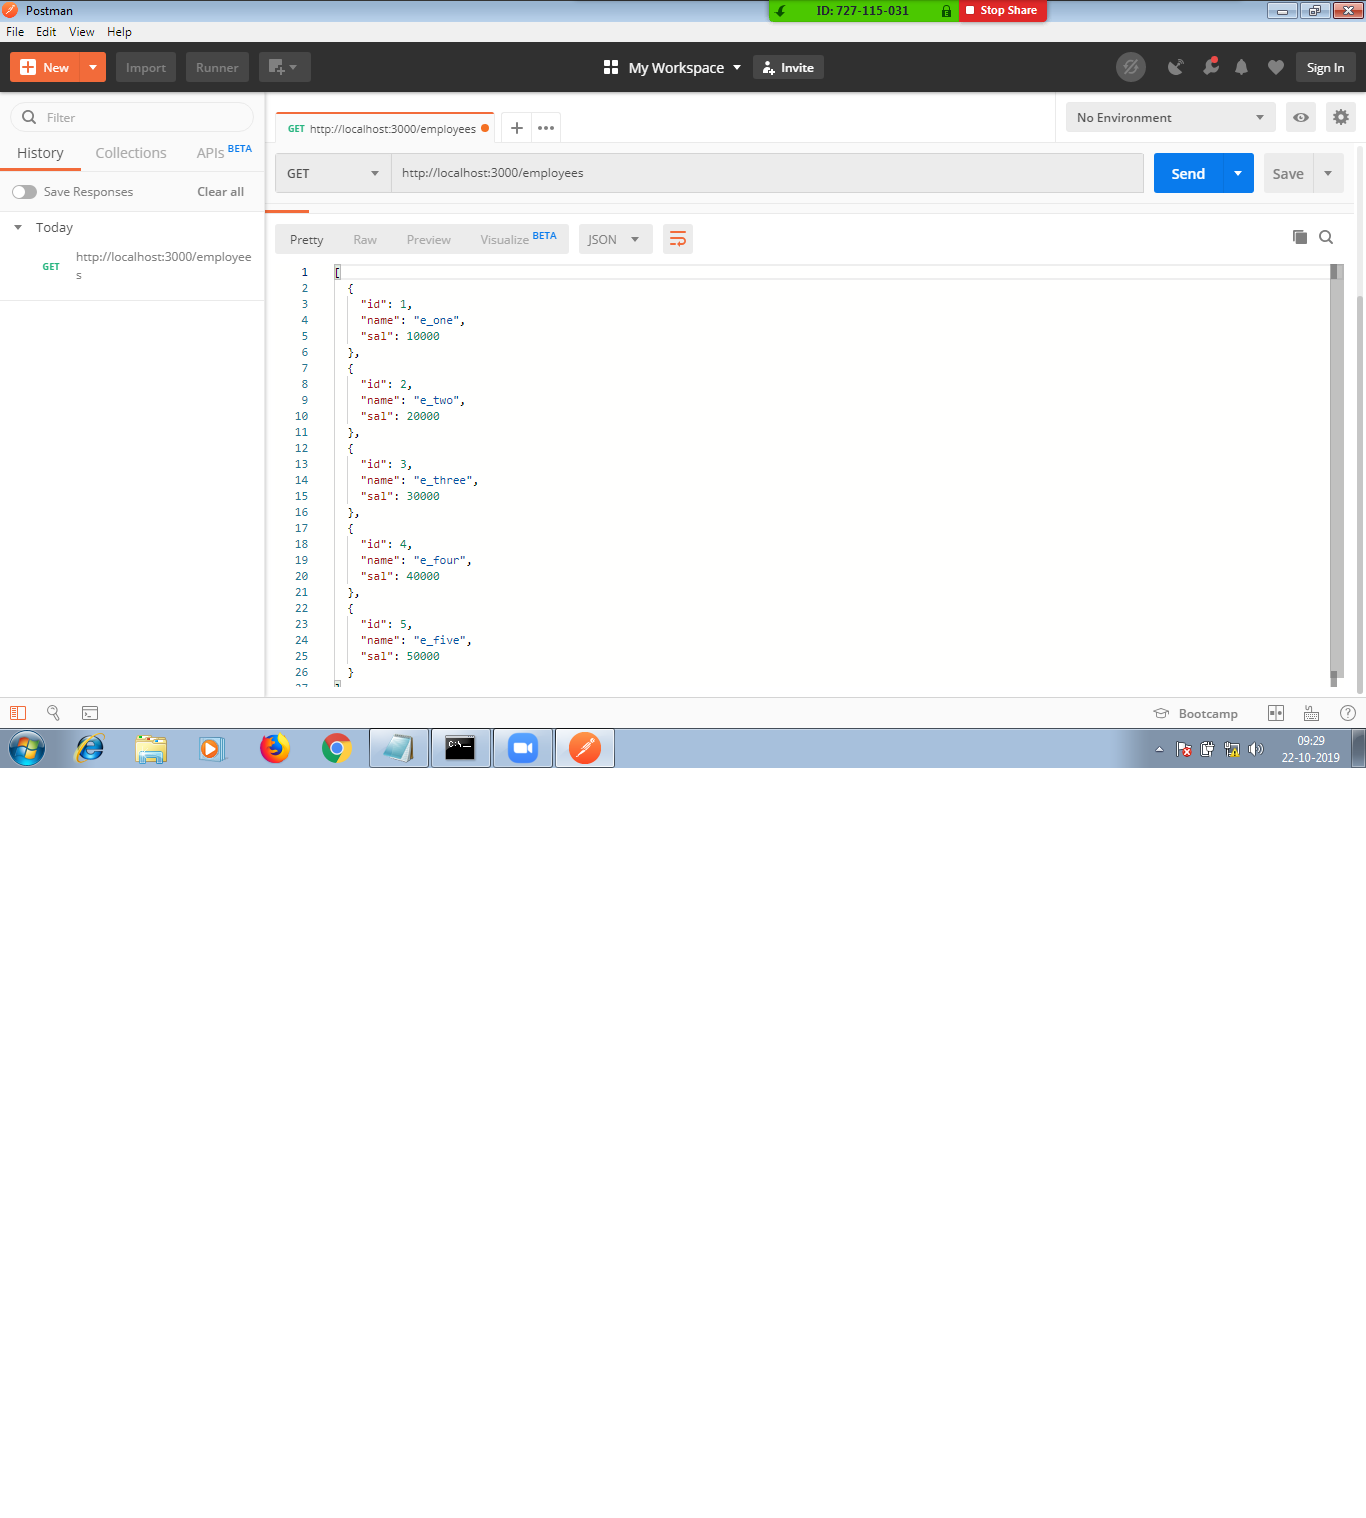 Postman
ID: 727-115-031
Stop Share
File Edit View Help
New
Import
Runner
My Workspace
Invite
Sign In
Filter
GET http://localhost:3000/employees
No Environment
History Collections APIs BETA
GET
http://localhost:3000/employees
Send
Save
Save Responses Clear all
Today
GET http://localhost:3000/employee
s
Pretty Raw Preview Visualize BETA JSON
1 [
2 {
3 "id": 1,
4 "name": "e_one",
5 "sal": 10000
6 },
7 {
8 "id": 2,
9 "name": "e_two",
10 "sal": 20000
11 },
12 {
13 "id": 3,
14 "name": "e_three",
15 "sal": 30000
16 },
17 {
18 "id": 4,
19 "name": "e_four",
20 "sal": 40000
21 },
22 {
23 "id": 5,
24 "name": "e_five",
25 "sal": 50000
26 }
27 ]
Bootcamp
C:\
09:29
22-10-2019